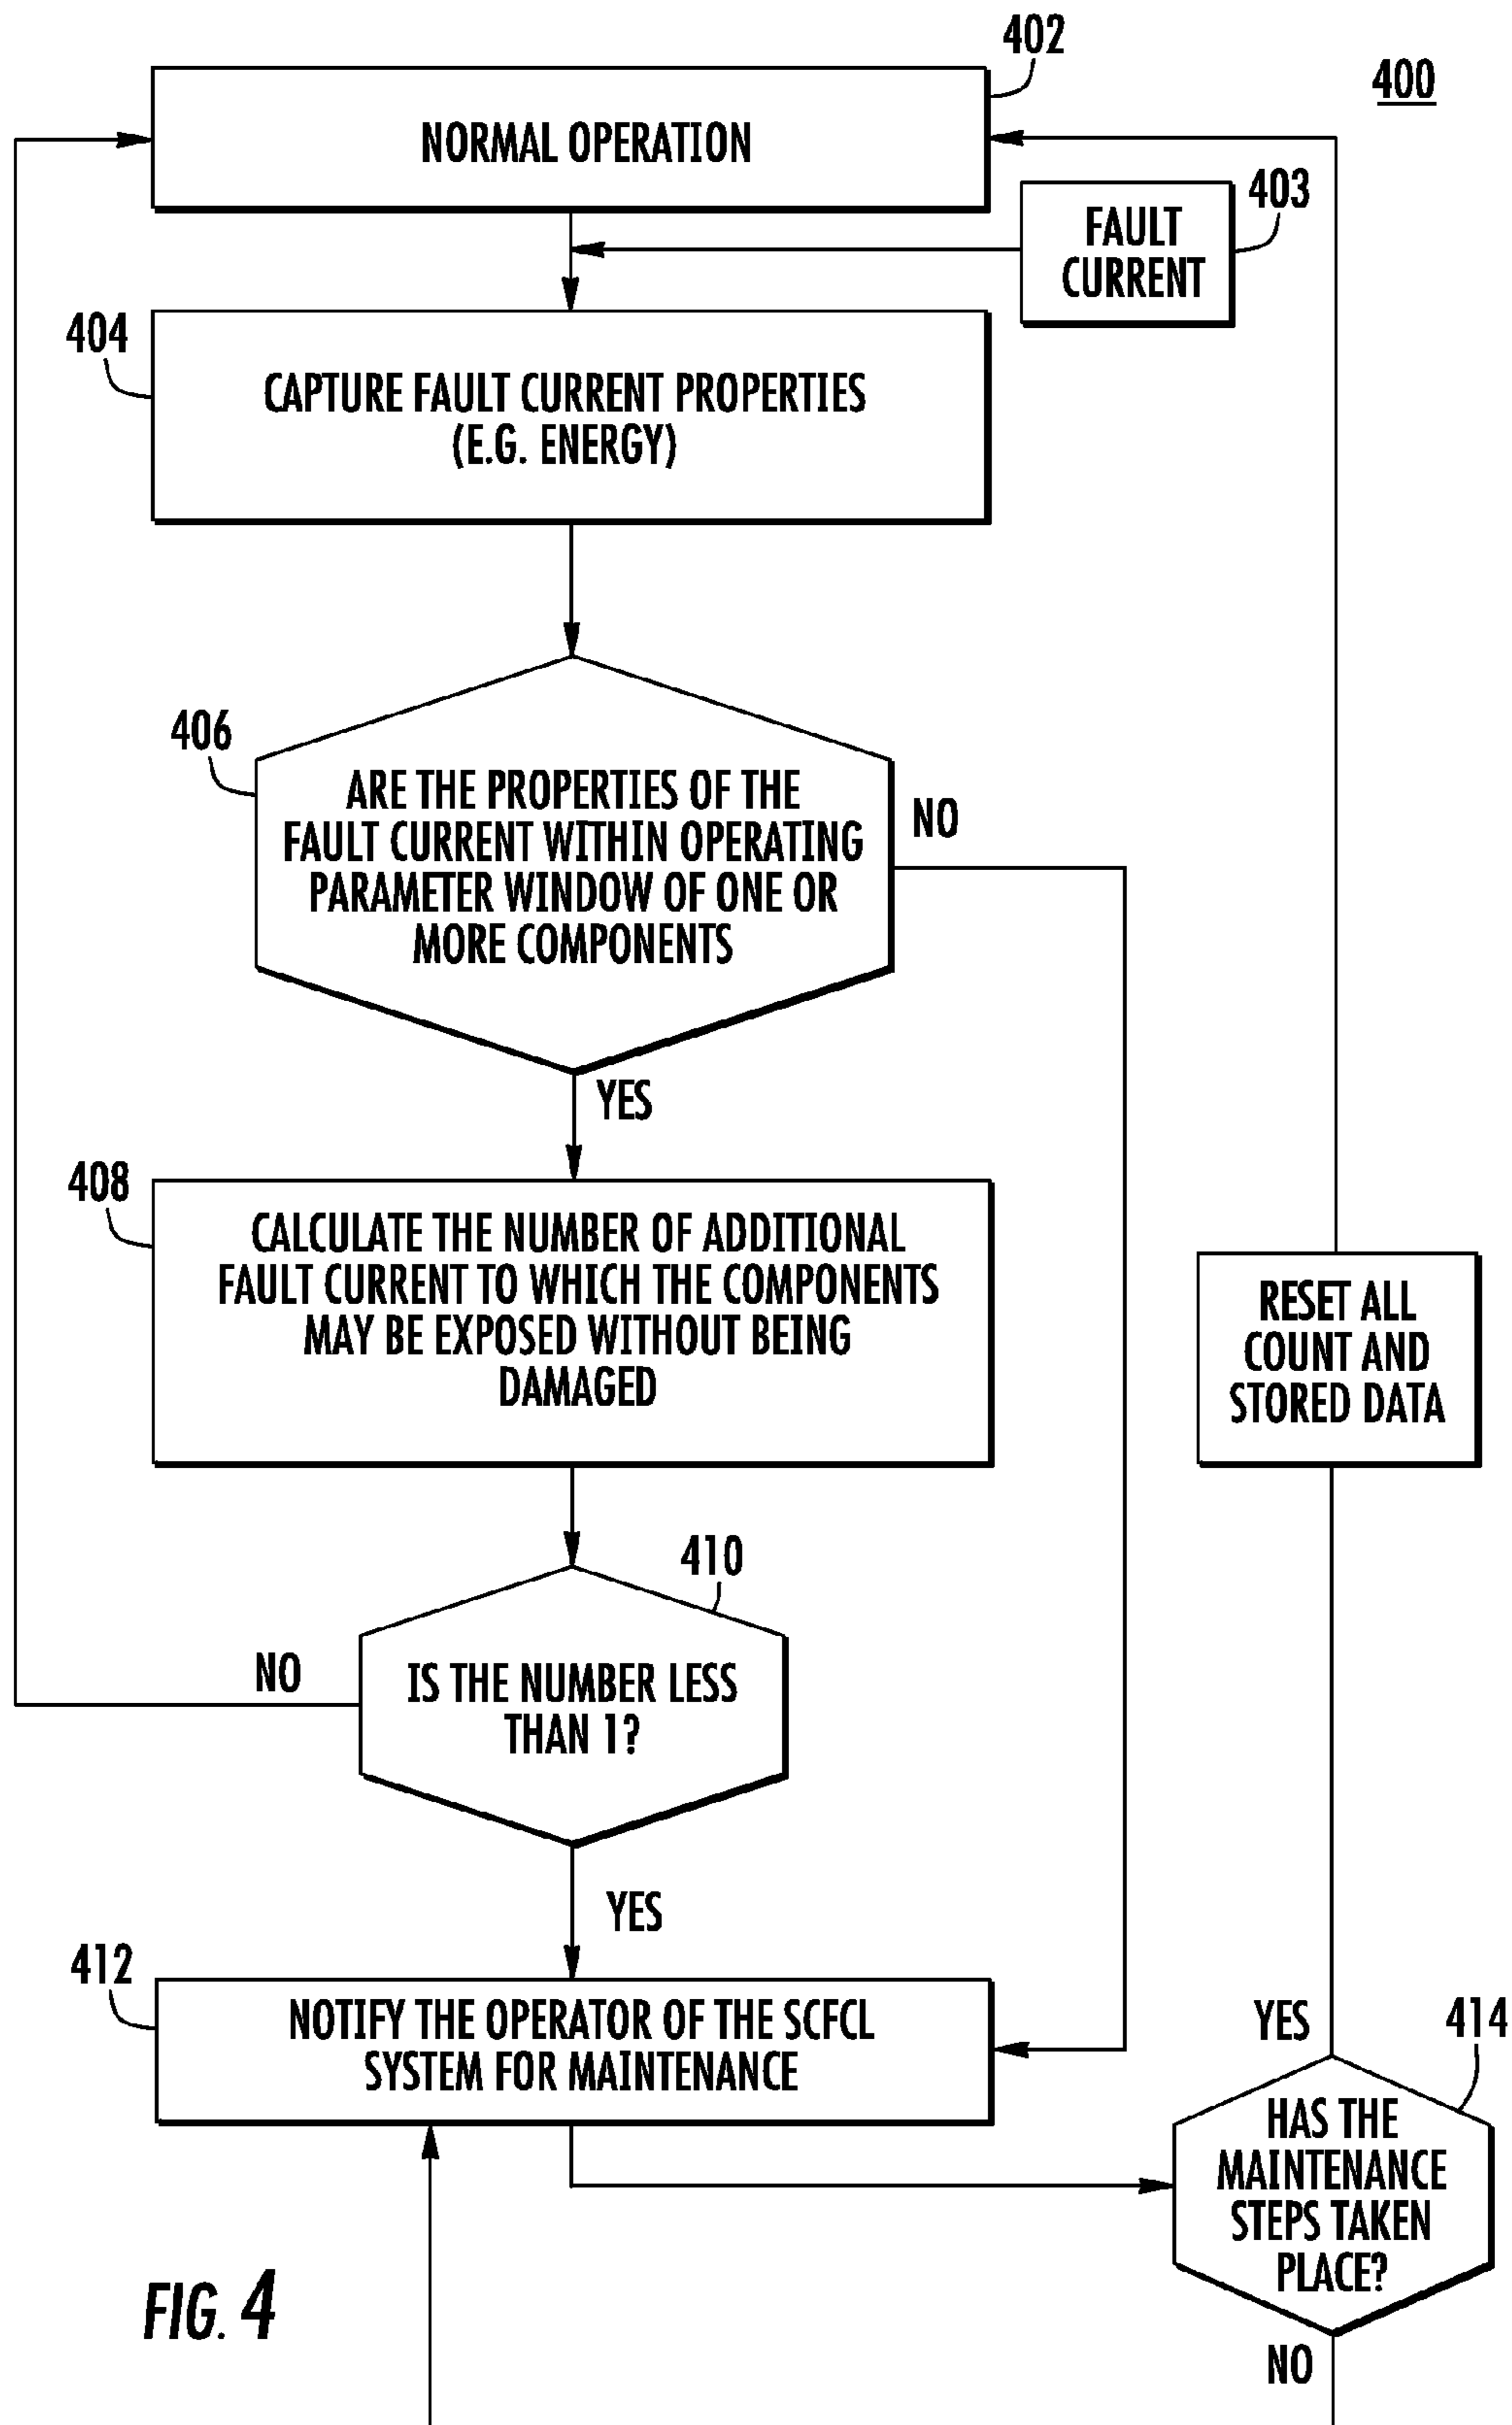 402
400
NORMAL OPERATION
403
FAULT
CURRENT
404
CAPTURE FAULT CURRENT PROPERTIES
(E.G. ENERGY)
406
ARE THE PROPERTIES OF THE
FAULT CURRENT WITHIN OPERATING
PARAMETER WINDOW OF ONE OR
MORE COMPONENTS
NO
YES
408
CALCULATE THE NUMBER OF ADDITIONAL
FAULT CURRENT TO WHICH THE COMPONENTS
MAY BE EXPOSED WITHOUT BEING
DAMAGED
RESET ALL
COUNT AND
STORED DATA
410
NO
IS THE NUMBER LESS
THAN 1?
YES
412
NOTIFY THE OPERATOR OF THE SCFCL
SYSTEM FOR MAINTENANCE
YES
414
HAS THE
MAINTENANCE
STEPS TAKEN
PLACE?
NO
FIG. 4